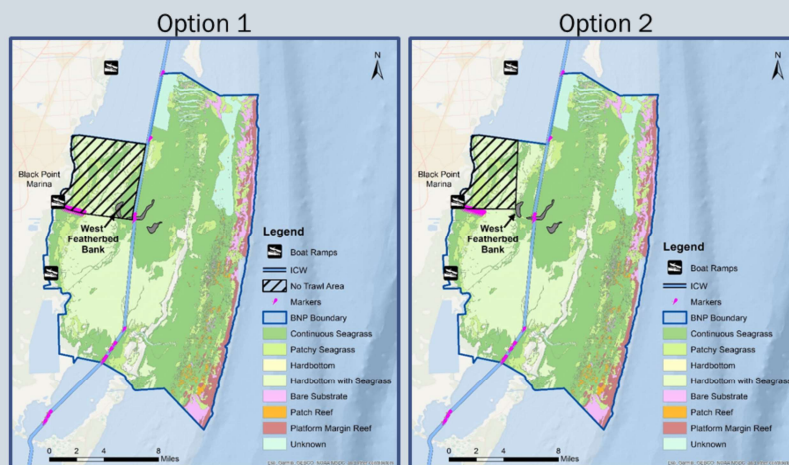 Option 1
N
Black Point
Marina
West
Featherbed
Bank
Legend
Boat Ramps
ICW
No Trawl Area
Markers
BNP Boundary
Continuous Seagrass
Patchy Seagrass
Hardbottom
Hardbottom with Seagrass
Bare Substrate
Patch Reef
Platform Margin Reef
Unknown
0 2 4 8
Miles
Option 2
N
Black Point
Marina
West
Featherbed
Bank
Legend
Boat Ramps
ICW
Markers
BNP Boundary
Continuous Seagrass
Patchy Seagrass
Hardbottom
Hardbottom with Seagrass
Bare Substrate
Patch Reef
Platform Margin Reef
Unknown
0 2 4 8
Miles